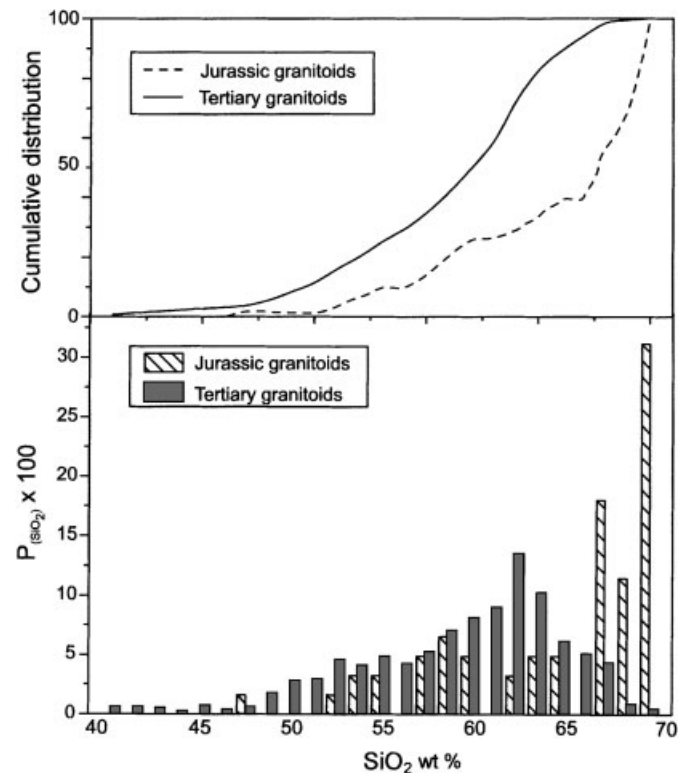 100
50
0
Cumulative distribution
Jurassic granitoids
Tertiary granitoids
30
25
20
15
10
5
0
P(SiO2) x 100
Jurassic granitoids
Tertiary granitoids
40 45 50 55 60 65 70
SiO2 wt %